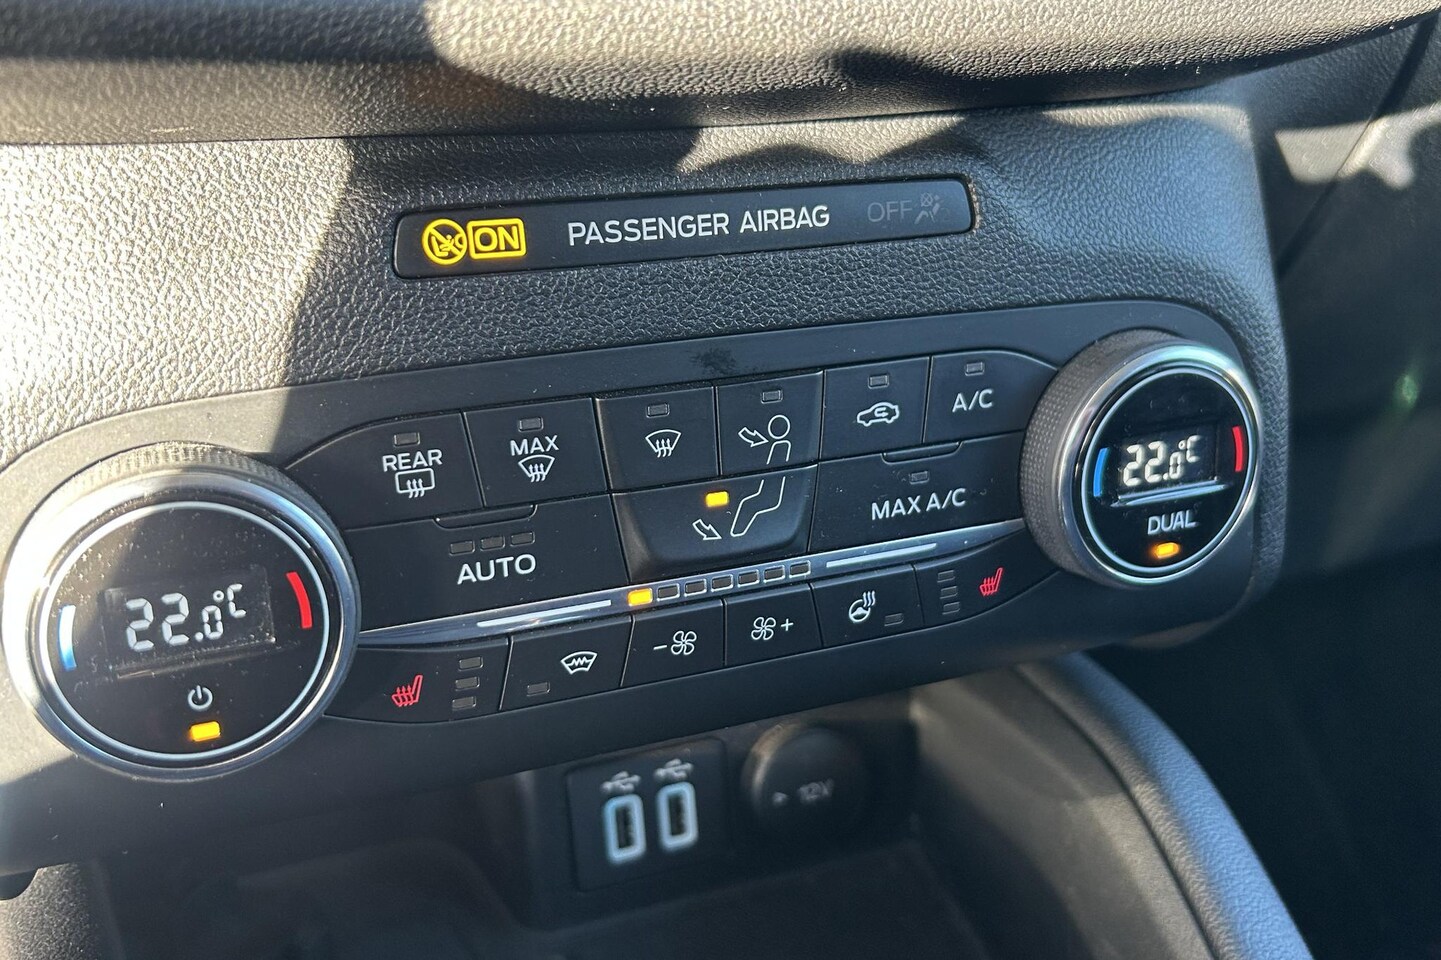 ON PASSENGER AIRBAG OFF
REAR
MAX
A/C
AUTO
MAX A/C
22.0°C
22.0°C
DUAL
- +
12V